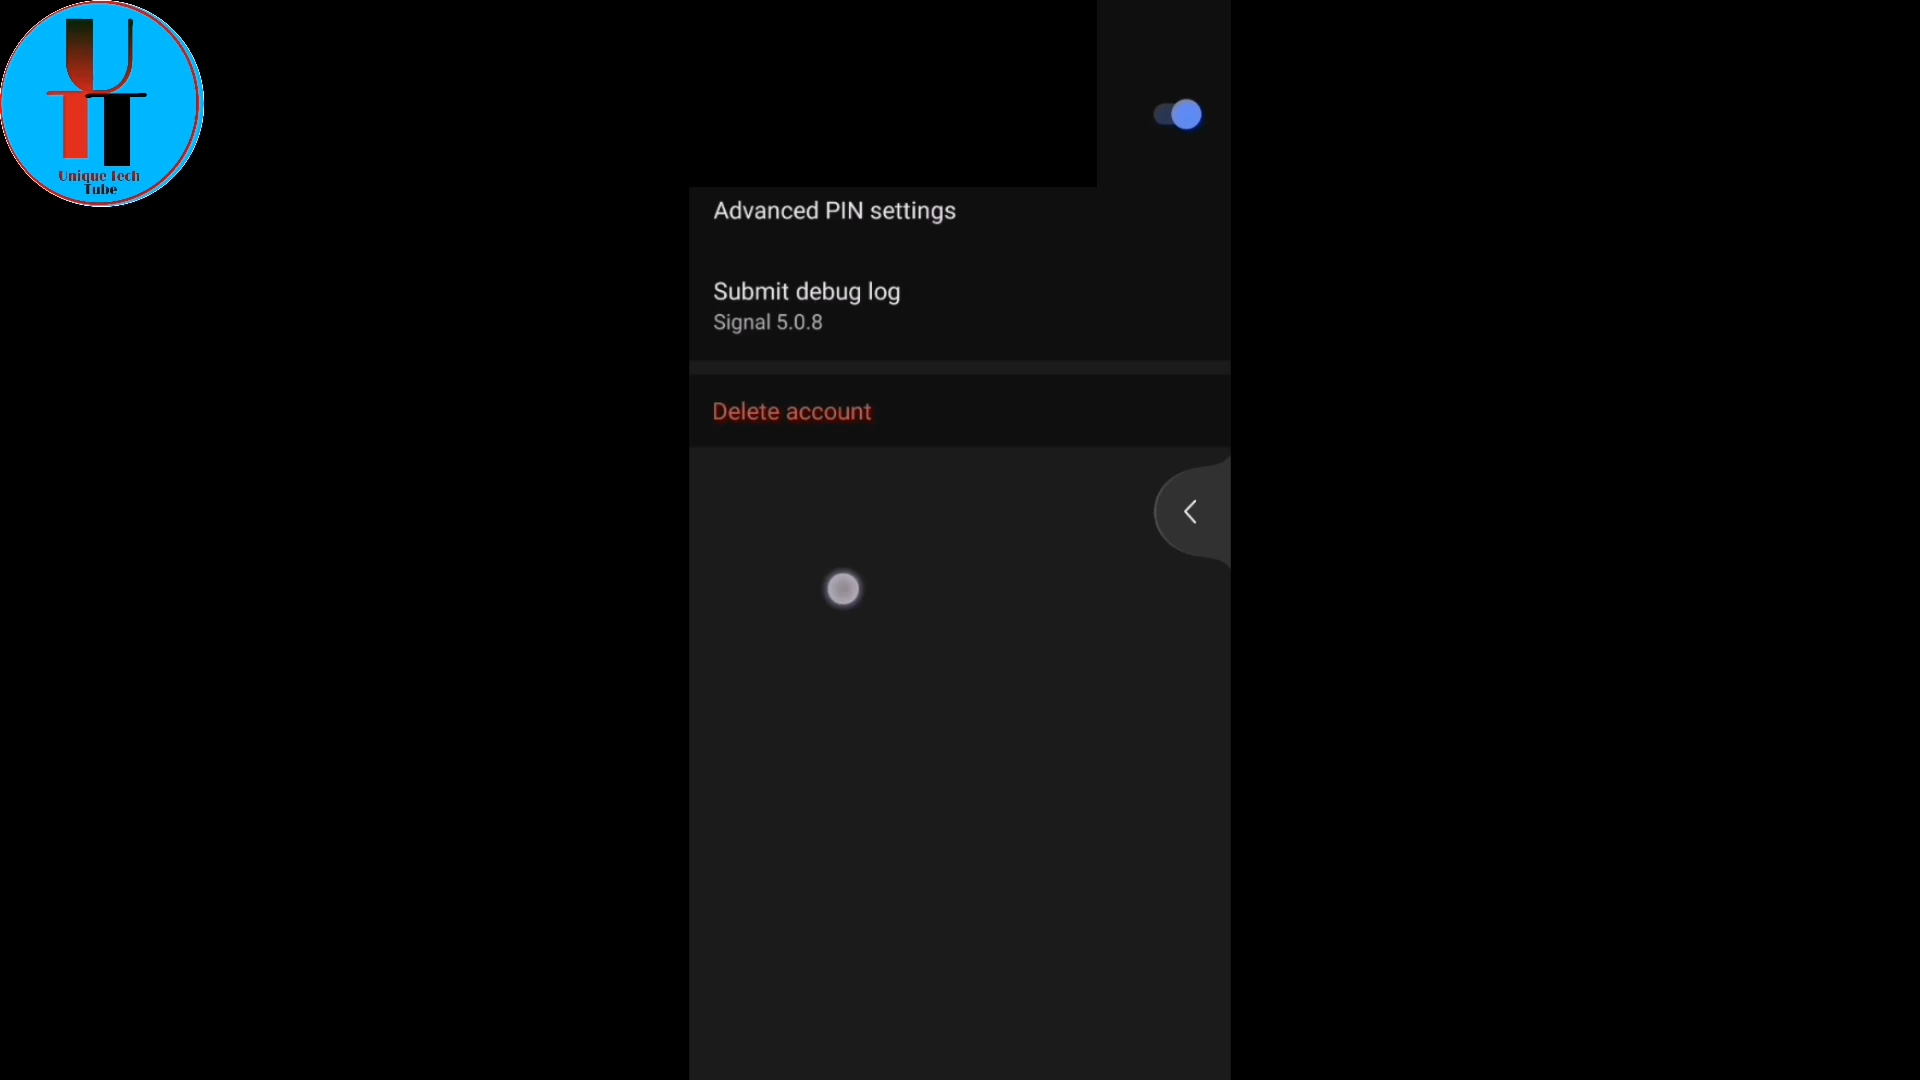 Unique Tech
Tube
Advanced PIN settings
Submit debug log
Signal 5.0.8
Delete account